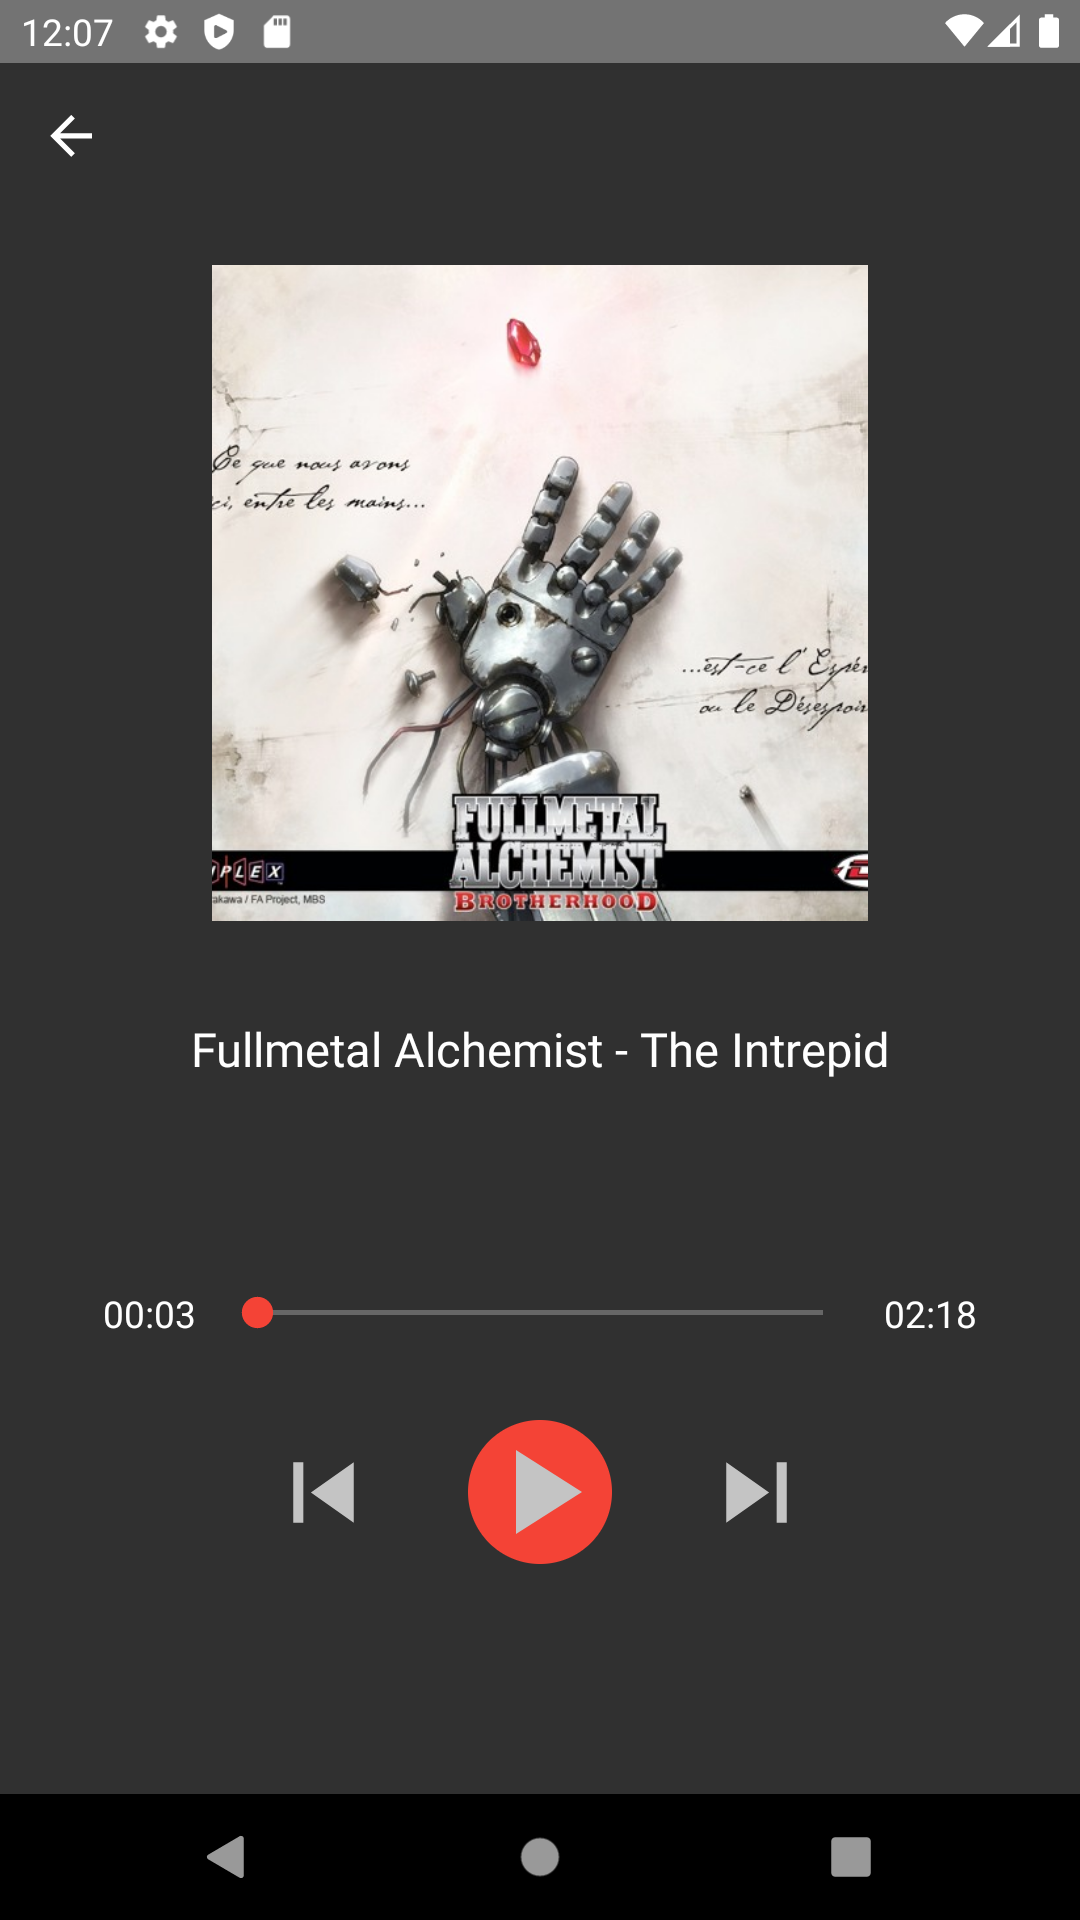 12:07
Ce que nous avons
ci, entre les mains...
...est-ce l'Espér
ou le Désespoir
FULLMETAL
ALCHEMIST
BROTHERHOOD
IPLEX
akawa / FA Project, MBS
Fullmetal Alchemist - The Intrepid
00:03
02:18